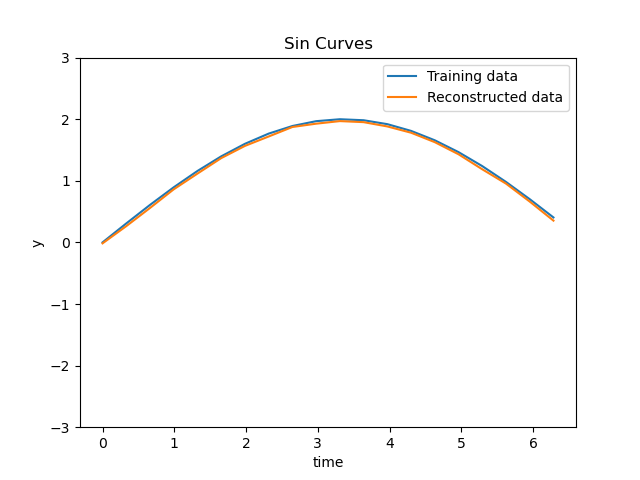 Sin Curves
Training data
Reconstructed data
3
2
1
0
−1
−2
−3
y
0 1 2 3 4 5 6
time